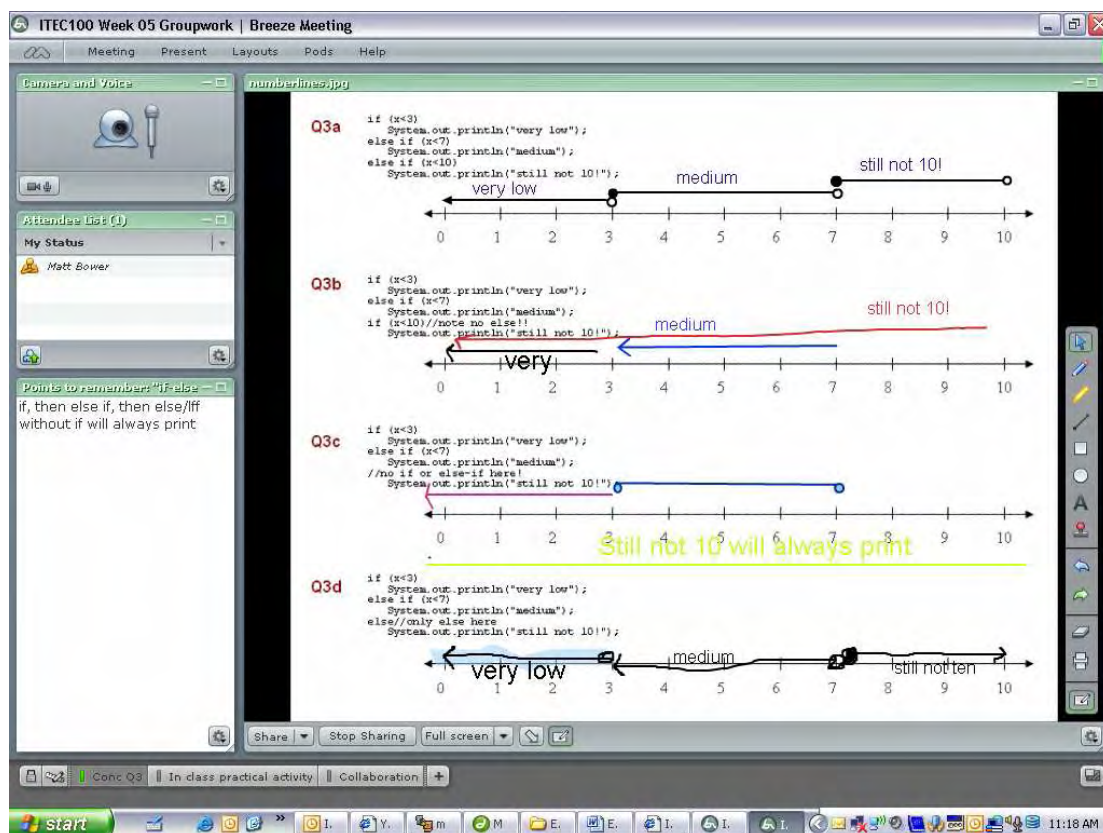 ITEC100 Week 05 Groupwork | Breeze Meeting
Meeting Present Layouts Pods Help
Camera and Voice
Attendee List (1)
My Status
Matt Bower
Points to remember: "if-else
if, then else if, then else/Iff
without if will always print
numberlines.jpg
Q3a
if (x<3)
System.out.println("very low");
else if (x<7)
System.out.println("medium");
else if (x<10)
System.out.println("still not 10!");
very low
medium
still not 10!
0 1 2 3 4 5 6 7 8 9 10
Q3b
if (x<3)
System.out.println("very low");
else if (x<7)
System.out.println("medium");
if (x<10)//note no else!!
System.out.println("still not 10!");
very
medium
still not 10!
0 1 2 3 4 5 6 7 8 9 10
Q3c
if (x<3)
System.out.println("very low");
else if (x<7)
System.out.println("medium");
//no if or else-if here!
System.out.println("still not 10!")
0 1 2 3 4 5 6 7 8 9 10
Still not 10 will always print
Q3d
if (x<3)
System.out.println("very low");
else if (x<7)
System.out.println("medium");
else//only else here
System.out.println("still not 10!");
very low
medium
still not ten
0 1 2 3 4 5 6 7 8 9 10
Share Stop Sharing Full screen
Conc Q3 In class practical activity Collaboration +
start I. Y. m M E. E. I. I. I. 11:18 AM